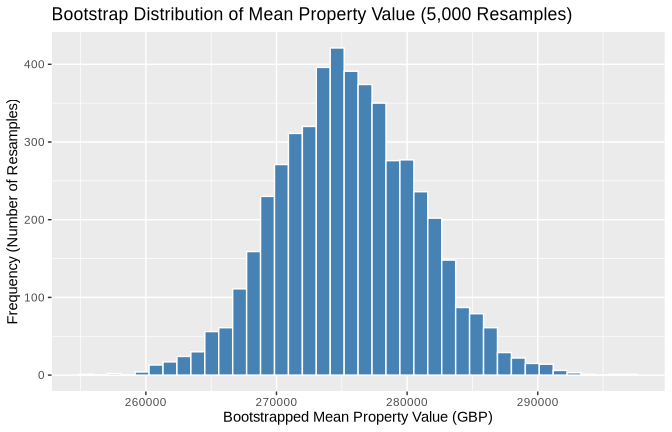 Bootstrap Distribution of Mean Property Value (5,000 Resamples)
Frequency (Number of Resamples)
400
300
200
100
0
260000 270000 280000 290000
Bootstrapped Mean Property Value (GBP)